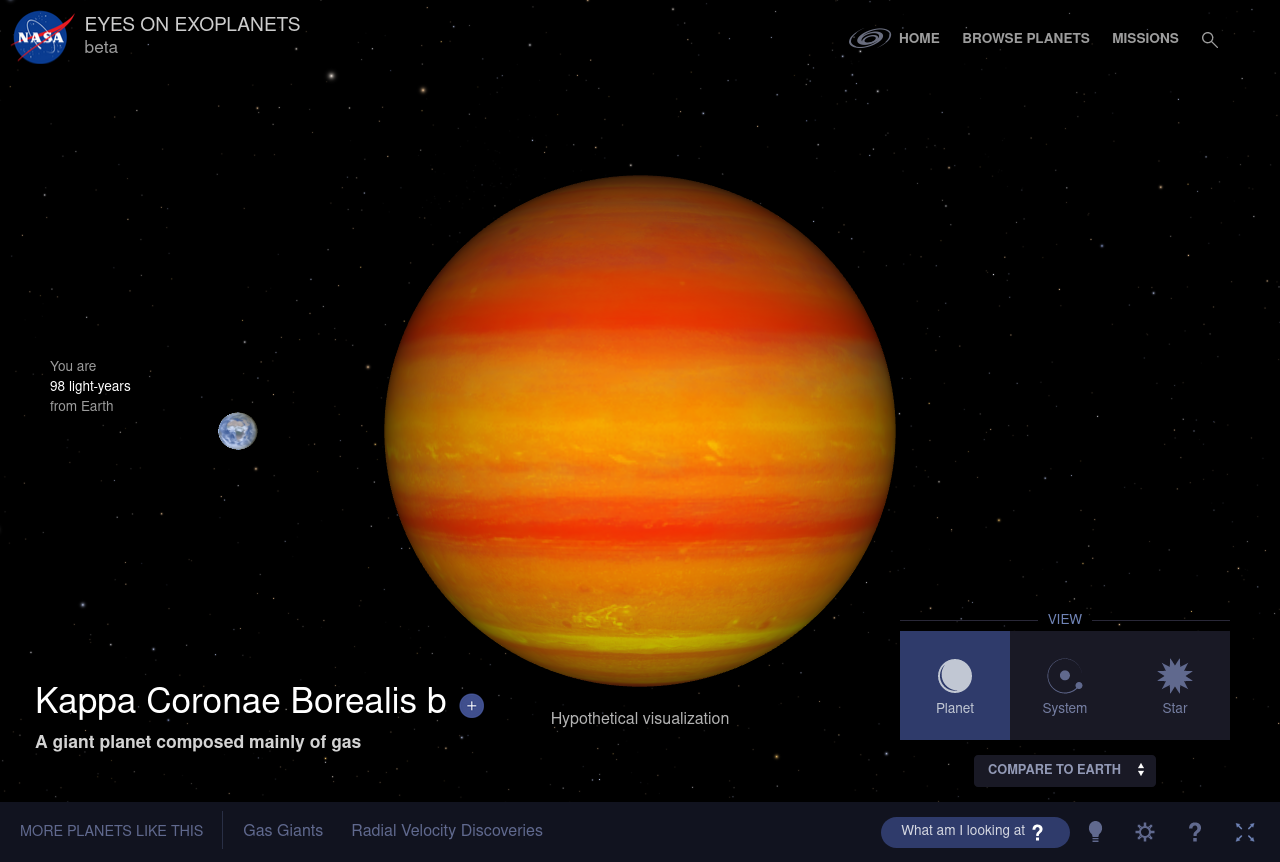 NASA
EYES ON EXOPLANETS
beta
HOME
BROWSE PLANETS
MISSIONS
You are
98 light-years
from Earth
Kappa Coronae Borealis b +
A giant planet composed mainly of gas
Hypothetical visualization
VIEW
Planet
System
Star
COMPARE TO EARTH
MORE PLANETS LIKE THIS
Gas Giants
Radial Velocity Discoveries
What am I looking at ?
?